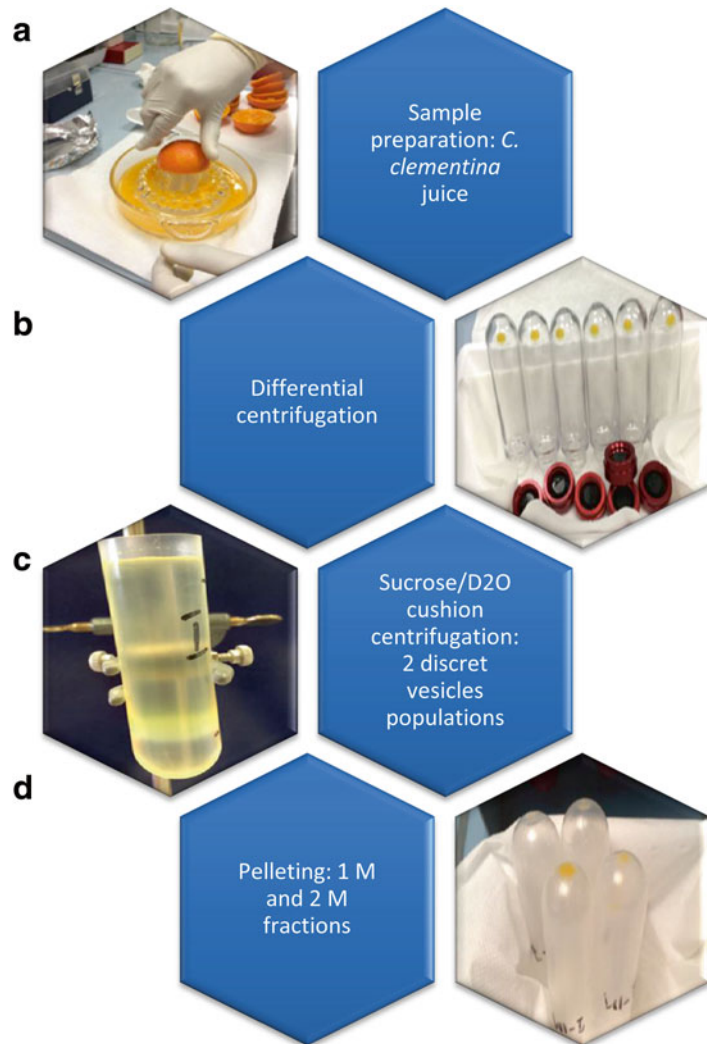 a
Sample
preparation: C.
clementina
juice
b
Differential
centrifugation
c
Sucrose/D2O
cushion
centrifugation:
2 discret
vesicles
populations
d
Pelleting: 1 M
and 2 M
fractions